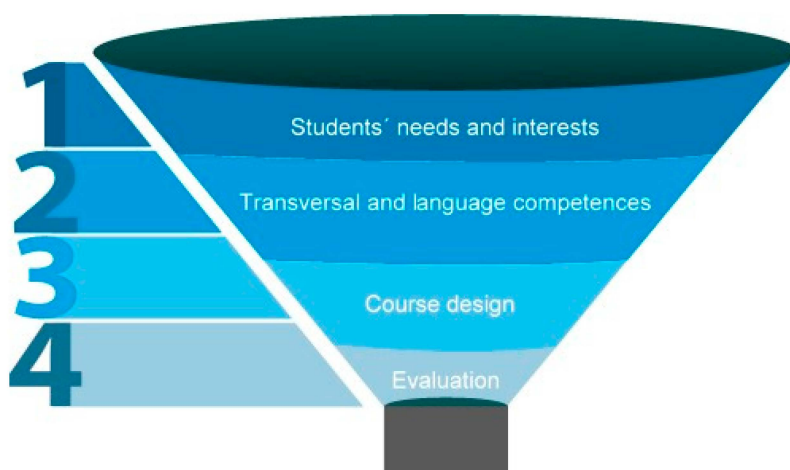 1
Students´ needs and interests
2
Transversal and language competences
3
Course design
4
Evaluation